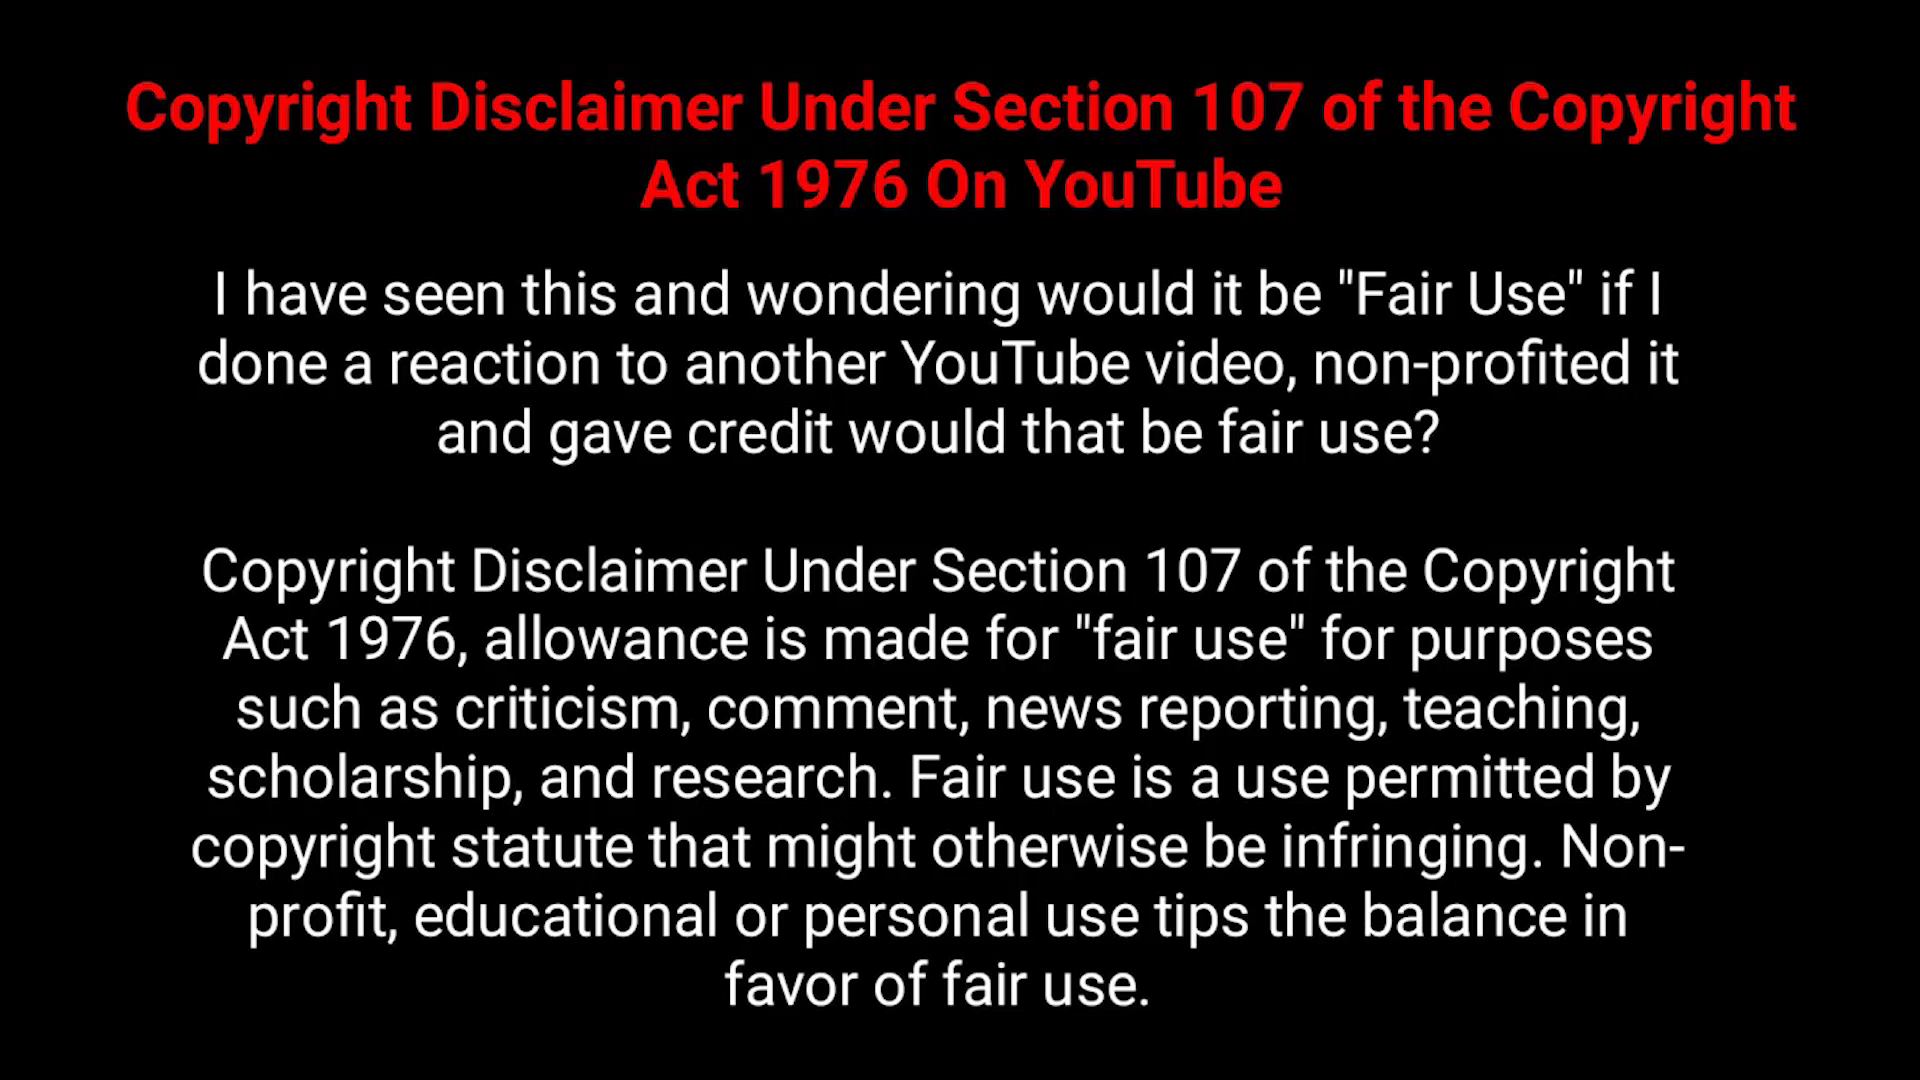 Copyright Disclaimer Under Section 107 of the Copyright
Act 1976 On YouTube
I have seen this and wondering would it be "Fair Use" if I
done a reaction to another YouTube video, non-profited it
and gave credit would that be fair use?
Copyright Disclaimer Under Section 107 of the Copyright
Act 1976, allowance is made for "fair use" for purposes
such as criticism, comment, news reporting, teaching,
scholarship, and research. Fair use is a use permitted by
copyright statute that might otherwise be infringing. Non-
profit, educational or personal use tips the balance in
favor of fair use.